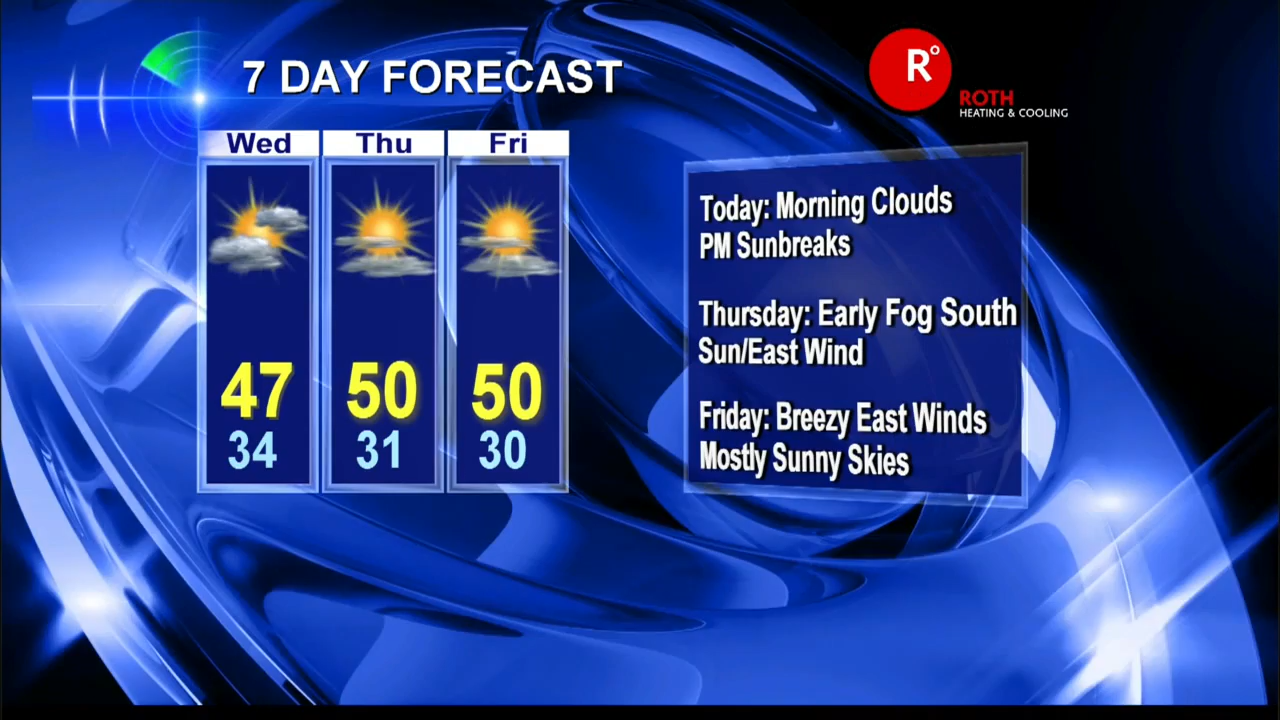 7 DAY FORECAST
R°
ROTH
HEATING & COOLING
Wed Thu Fri
47 50 50
34 31 30
Today: Morning Clouds
PM Sunbreaks
Thursday: Early Fog South
Sun/East Wind
Friday: Breezy East Winds
Mostly Sunny Skies